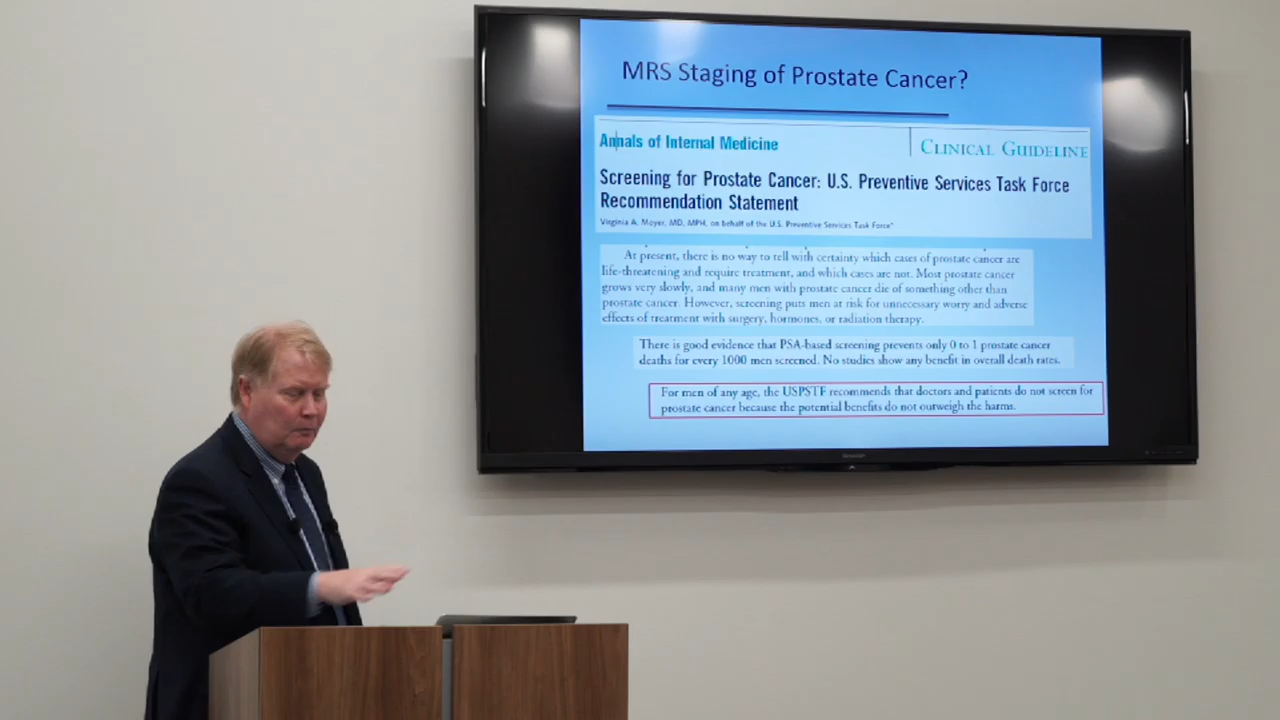 MRS Staging of Prostate Cancer?
Annals of Internal Medicine
CLINICAL GUIDELINE
Screening for Prostate Cancer: U.S. Preventive Services Task Force
Recommendation Statement
Virginia A. Moyer, MD, MPH, on behalf of the U.S. Preventive Services Task Force*
At present, there is no way to tell with certainty which cases of prostate cancer are
life-threatening and require treatment, and which cases are not. Most prostate cancer
grows very slowly, and many men with prostate cancer die of something other than
prostate cancer. However, screening puts men at risk for unnecessary worry and adverse
effects of treatment with surgery, hormones, or radiation therapy.
There is good evidence that PSA-based screening prevents only 0 to 1 prostate cancer
deaths for every 1000 men screened. No studies show any benefit in overall death rates.
For men of any age, the USPSTF recommends that doctors and patients do not screen for
prostate cancer because the potential benefits do not outweigh the harms.